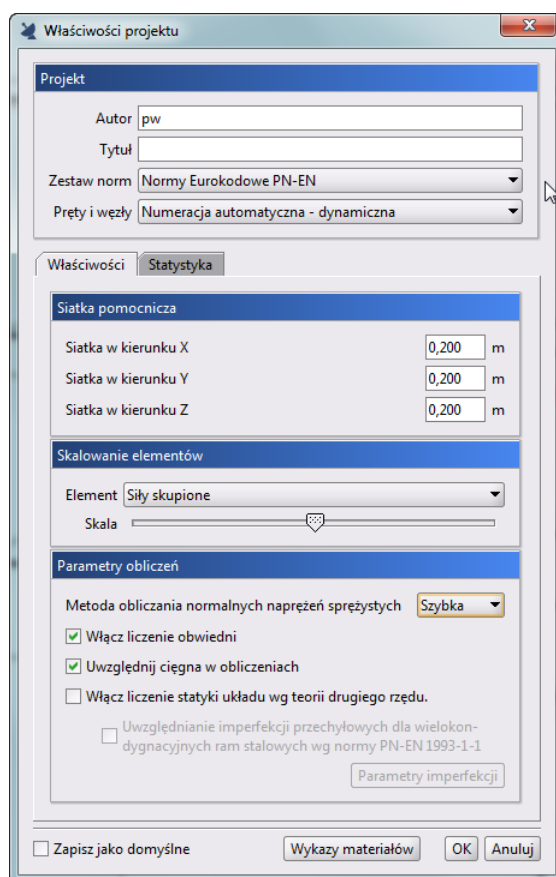 Właściwości projektu
Projekt
Autor pw
Tytuł
Zestaw norm Normy Eurokodowe PN-EN
Pręty i węzły Numeracja automatyczna - dynamiczna
Właściwości Statystyka
Siatka pomocnicza
Siatka w kierunku X 0,200 m
Siatka w kierunku Y 0,200 m
Siatka w kierunku Z 0,200 m
Skalowanie elementów
Element Siły skupione
Skala
Parametry obliczeń
Metoda obliczania normalnych naprężeń sprężystych Szybka
Włącz liczenie obwiedni
Uwzględnij cięgna w obliczeniach
Włącz liczenie statyki układu wg teorii drugiego rzędu.
Uwzględnianie imperfekcji przechyłowych dla wielokon-
dygnacyjnych ram stalowych wg normy PN-EN 1993-1-1
Parametry imperfekcji
Zapisz jako domyślne Wykazy materiałów OK Anuluj